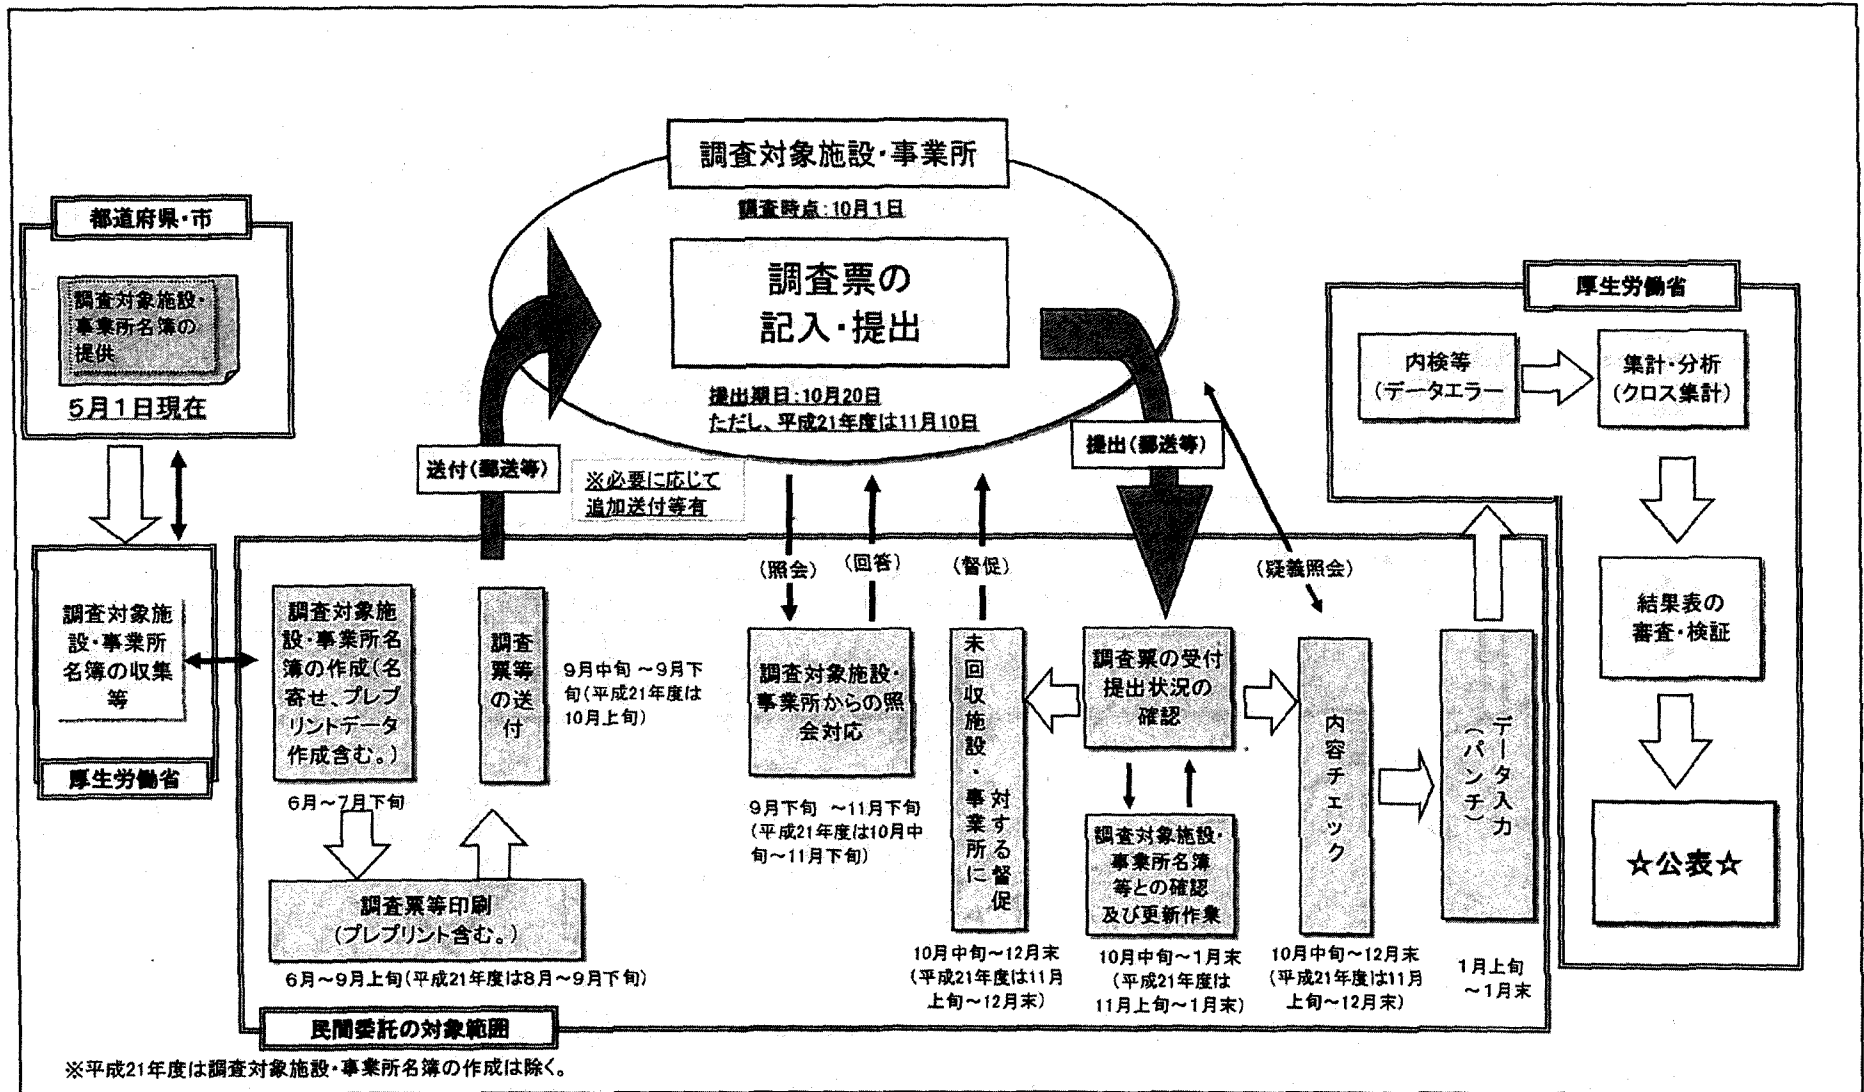 調査対象施設・事業所
調査時点:10月1日
調査票の
記入・提出
提出期日:10月20日
ただし、平成21年度は11月10日
都道府県・市
調査対象施設・
事業所名簿の
提供
5月1日現在
調査対象施
設・事業所
名簿の収集
等
厚生労働省
送付(郵送等)
※必要に応じて
追加送付等有
提出(郵送等)
(照会)
(回答)
(督促)
(疑義照会)
調査対象施
設・事業所名
簿の作成(名
寄せ、プレプ
リントデータ
作成含む。)
6月~7月下旬
調査票等の送付
9月中旬 ~9月下
旬(平成21年度は
10月上旬)
調査票等印刷
(プレプリント含む。)
6月~9月上旬(平成21年度は8月~9月下旬)
調査対象施設・
事業所からの照
会対応
9月下旬 ~11月下旬
(平成21年度は10月中
旬~11月下旬)
未回収施設・事業所に
対する督促
10月中旬~12月末
(平成21年度は11月
上旬~12月末)
調査票の受付
提出状況の
確認
調査対象施設・
事業所名簿
等との確認
及び更新作業
10月中旬~1月末
(平成21年度は
11月上旬~1月末)
内容チェック
10月中旬~12月末
(平成21年度は11月
上旬~12月末)
データ入力
(パンチ)
1月上旬
~1月末
厚生労働省
内検等
(データエラー
集計・分析
(クロス集計)
結果表の
審査・検証
☆公表☆
民間委託の対象範囲
※平成21年度は調査対象施設・事業所名簿の作成は除く。